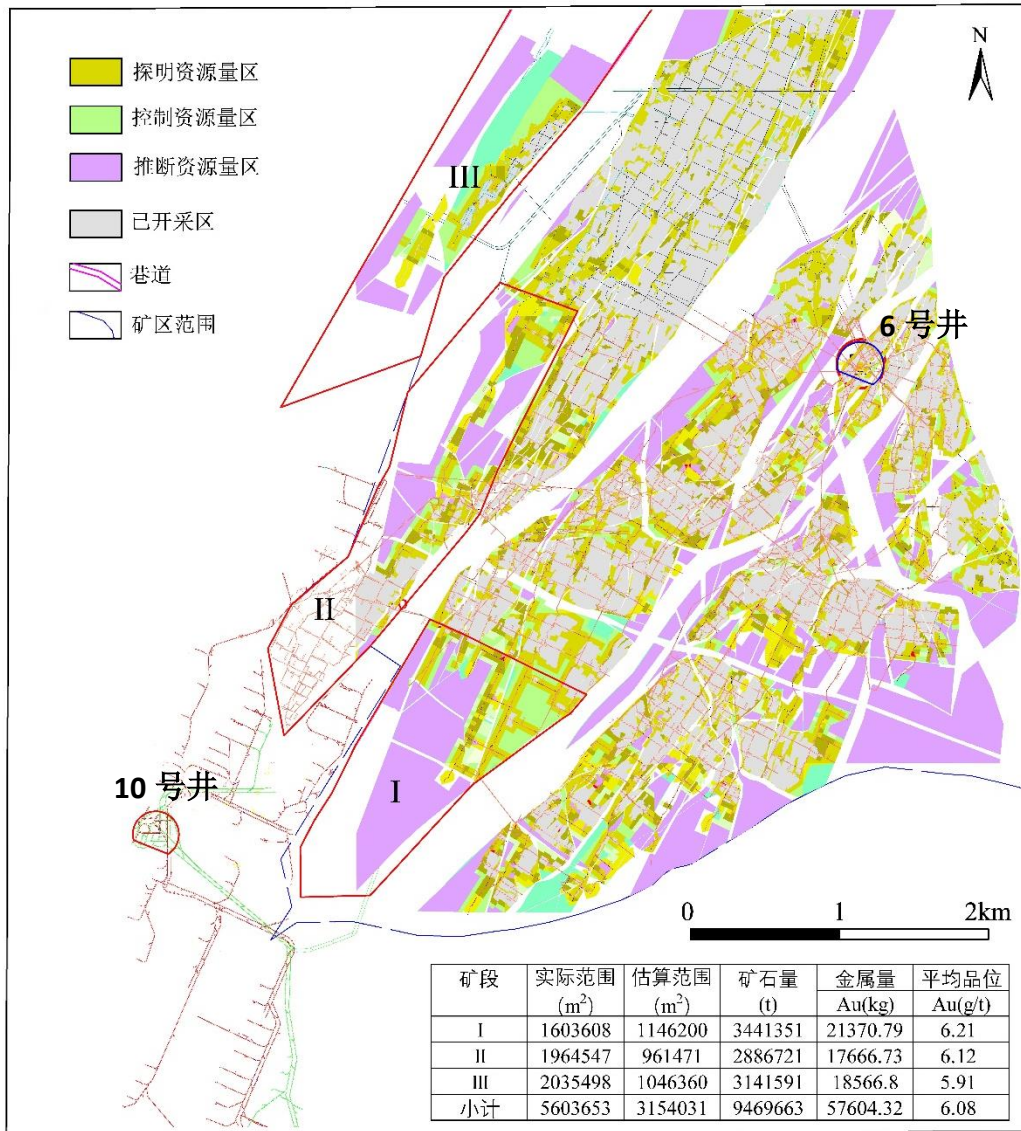 N
探明资源量区
控制资源量区
推断资源量区
已开采区
巷道
矿区范围
III
6 号井
II
I
10 号井
0 1 2km
矿段 实际范围 (m²) 估算范围 (m²) 矿石量 (t) 金属量 Au(kg) 平均品位 Au(g/t)
I 1603608 1146200 3441351 21370.79 6.21
II 1964547 961471 2886721 17666.73 6.12
III 2035498 1046360 3141591 18566.8 5.91
小计 5603653 3154031 9469663 57604.32 6.08